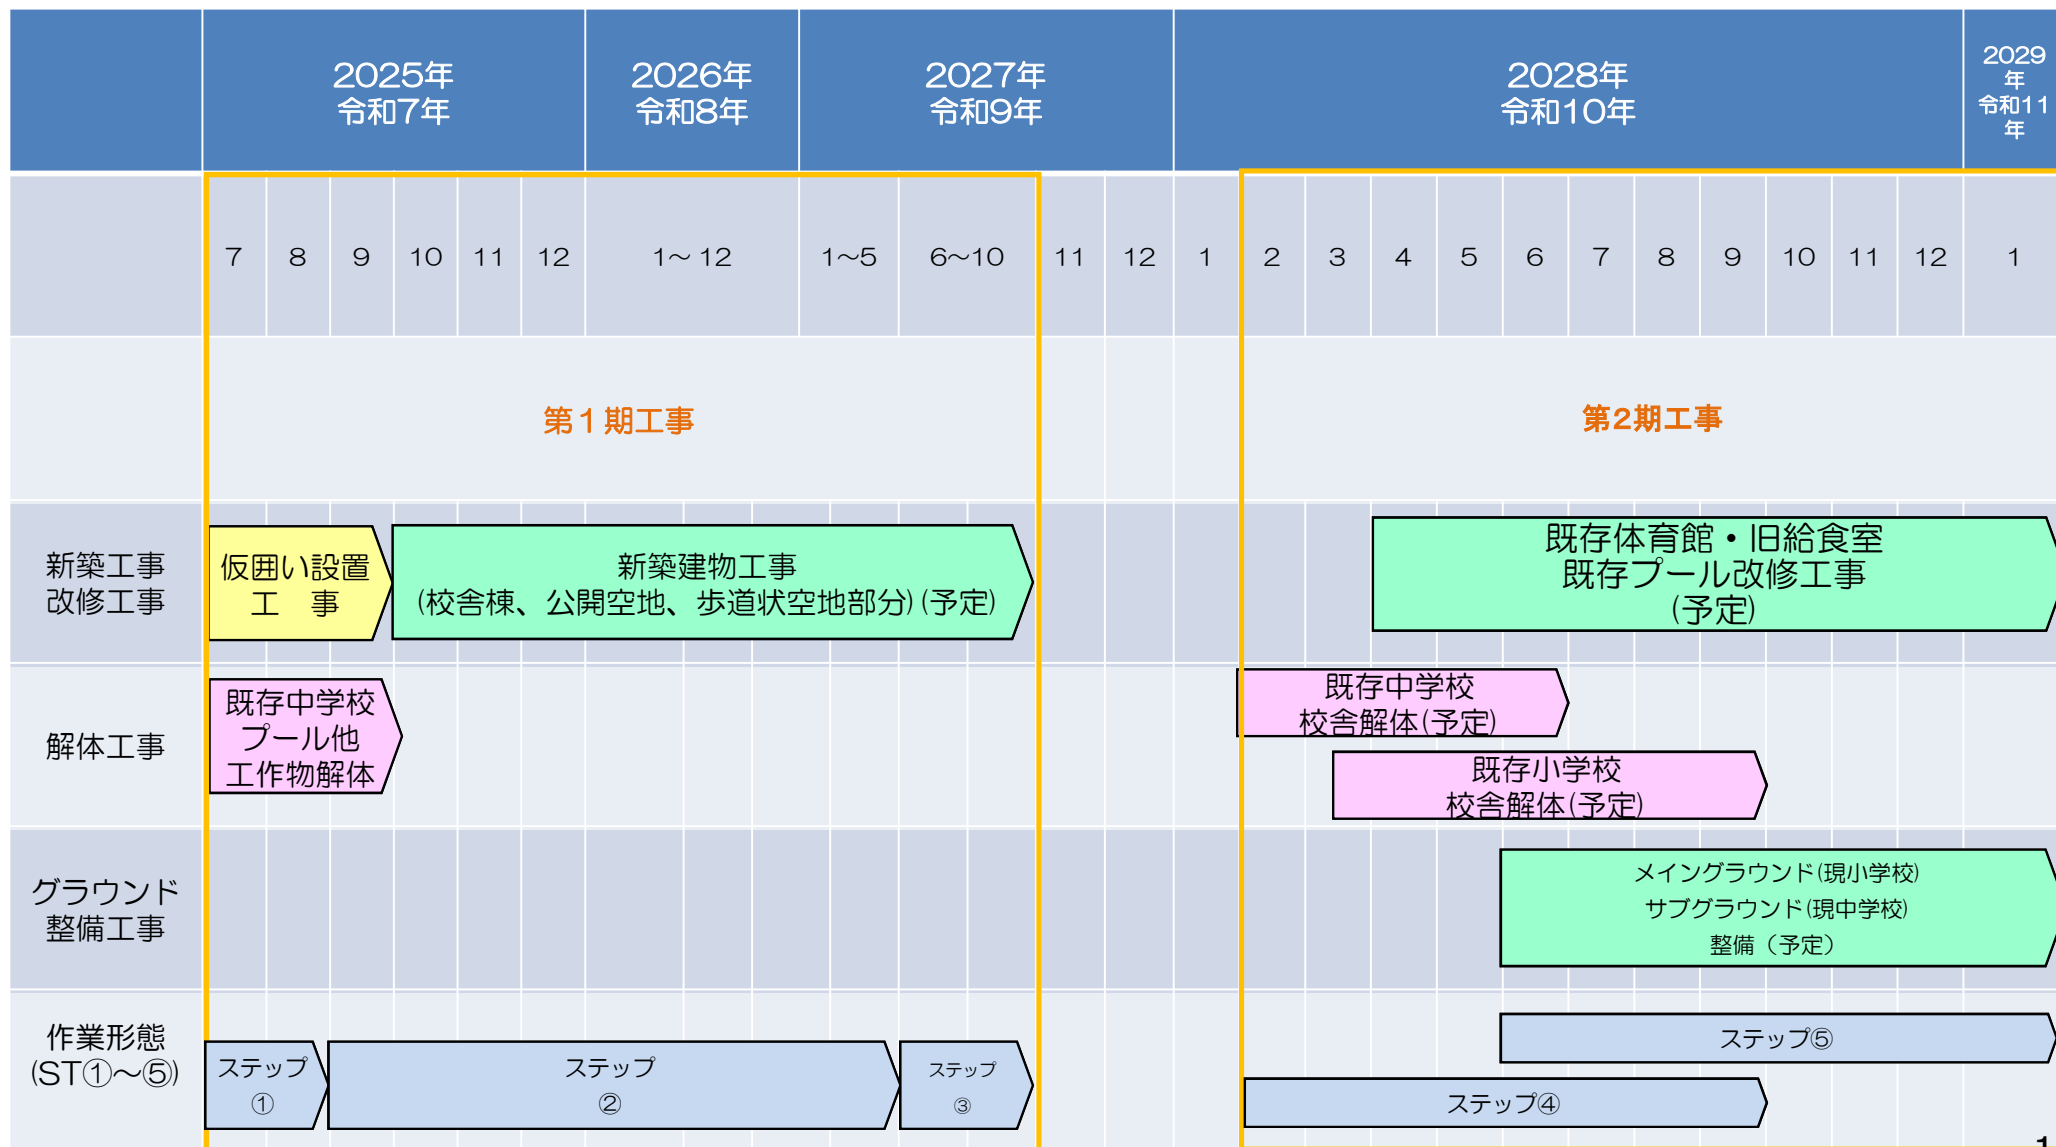 2025年
令和7年
2026年
令和8年
2027年
令和9年
2028年
令和10年
2029
年
令和11
年
7 8 9 10 11 12 1～12 1～5 6～10 11 12 1 2 3 4 5 6 7 8 9 10 11 12 1
第１期工事
第2期工事
新築工事
改修工事
仮囲い設置
工　事
新築建物工事
(校舎棟、公開空地、歩道状空地部分)(予定)
既存体育館・旧給食室
既存プール改修工事
(予定)
解体工事
既存中学校
プール他
工作物解体
既存中学校
校舎解体(予定)
既存小学校
校舎解体(予定)
グラウンド
整備工事
メイングラウンド(現小学校)
サブグラウンド(現中学校)
整備（予定）
作業形態
(ST①～⑤)
ステップ
①
ステップ
②
ステップ
③
ステップ⑤
ステップ④
1